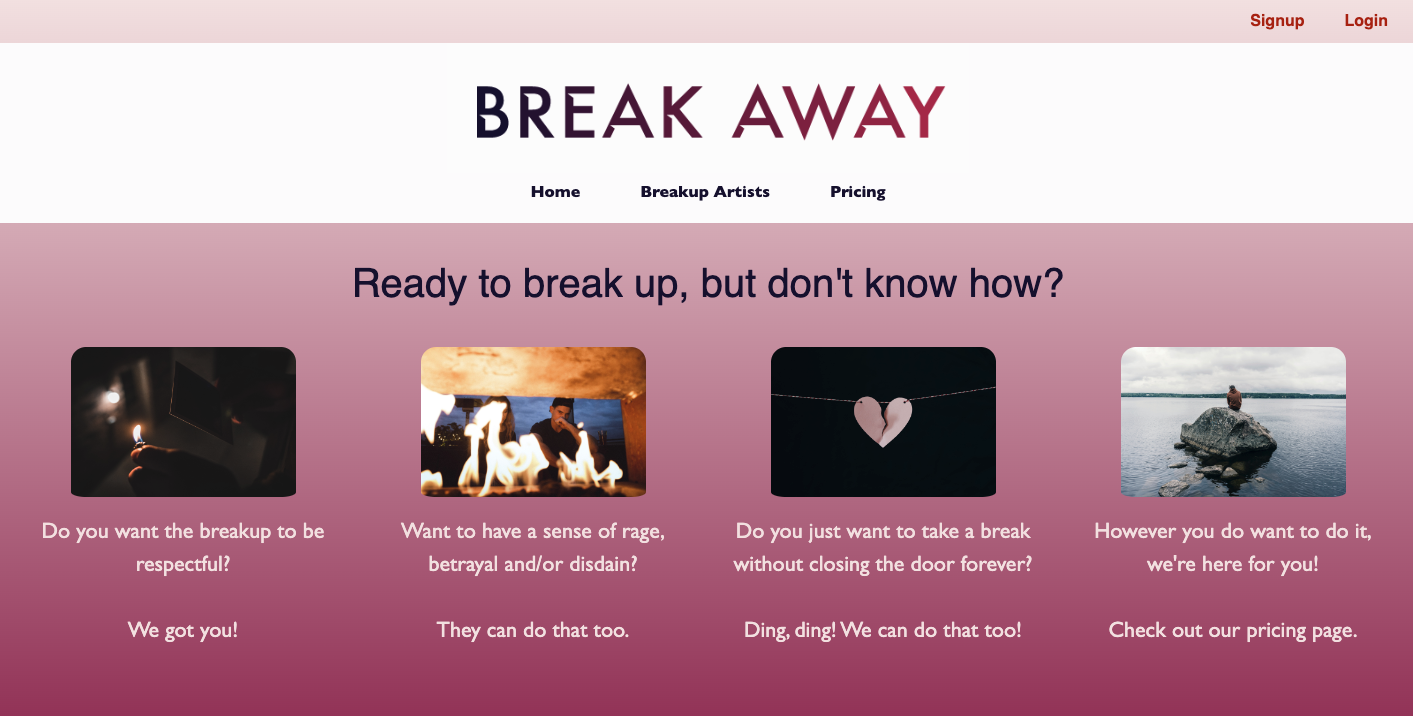 Signup Login
BREAK AWAY
Home Breakup Artists Pricing
Ready to break up, but don't know how?
Do you want the breakup to be
respectful?
We got you!
Want to have a sense of rage,
betrayal and/or disdain?
They can do that too.
Do you just want to take a break
without closing the door forever?
Ding, ding! We can do that too!
However you do want to do it,
we're here for you!
Check out our pricing page.